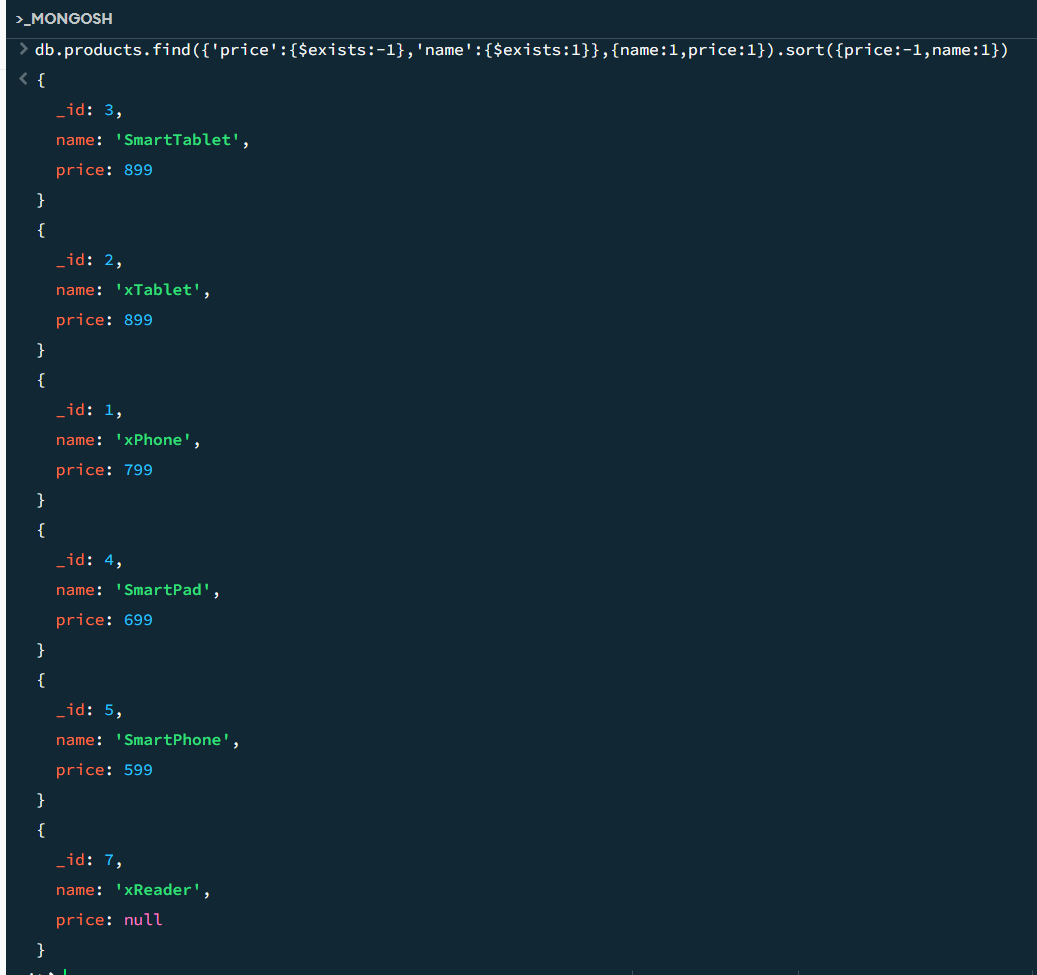 >_MONGOSH
> db.products.find({'price':{$exists:-1},'name':{$exists:1}},{name:1,price:1}).sort({price:-1,name:1})
< {
_id: 3,
name: 'SmartTablet',
price: 899
}
{
_id: 2,
name: 'xTablet',
price: 899
}
{
_id: 1,
name: 'xPhone',
price: 799
}
{
_id: 4,
name: 'SmartPad',
price: 699
}
{
_id: 5,
name: 'SmartPhone',
price: 599
}
{
_id: 7,
name: 'xReader',
price: null
}